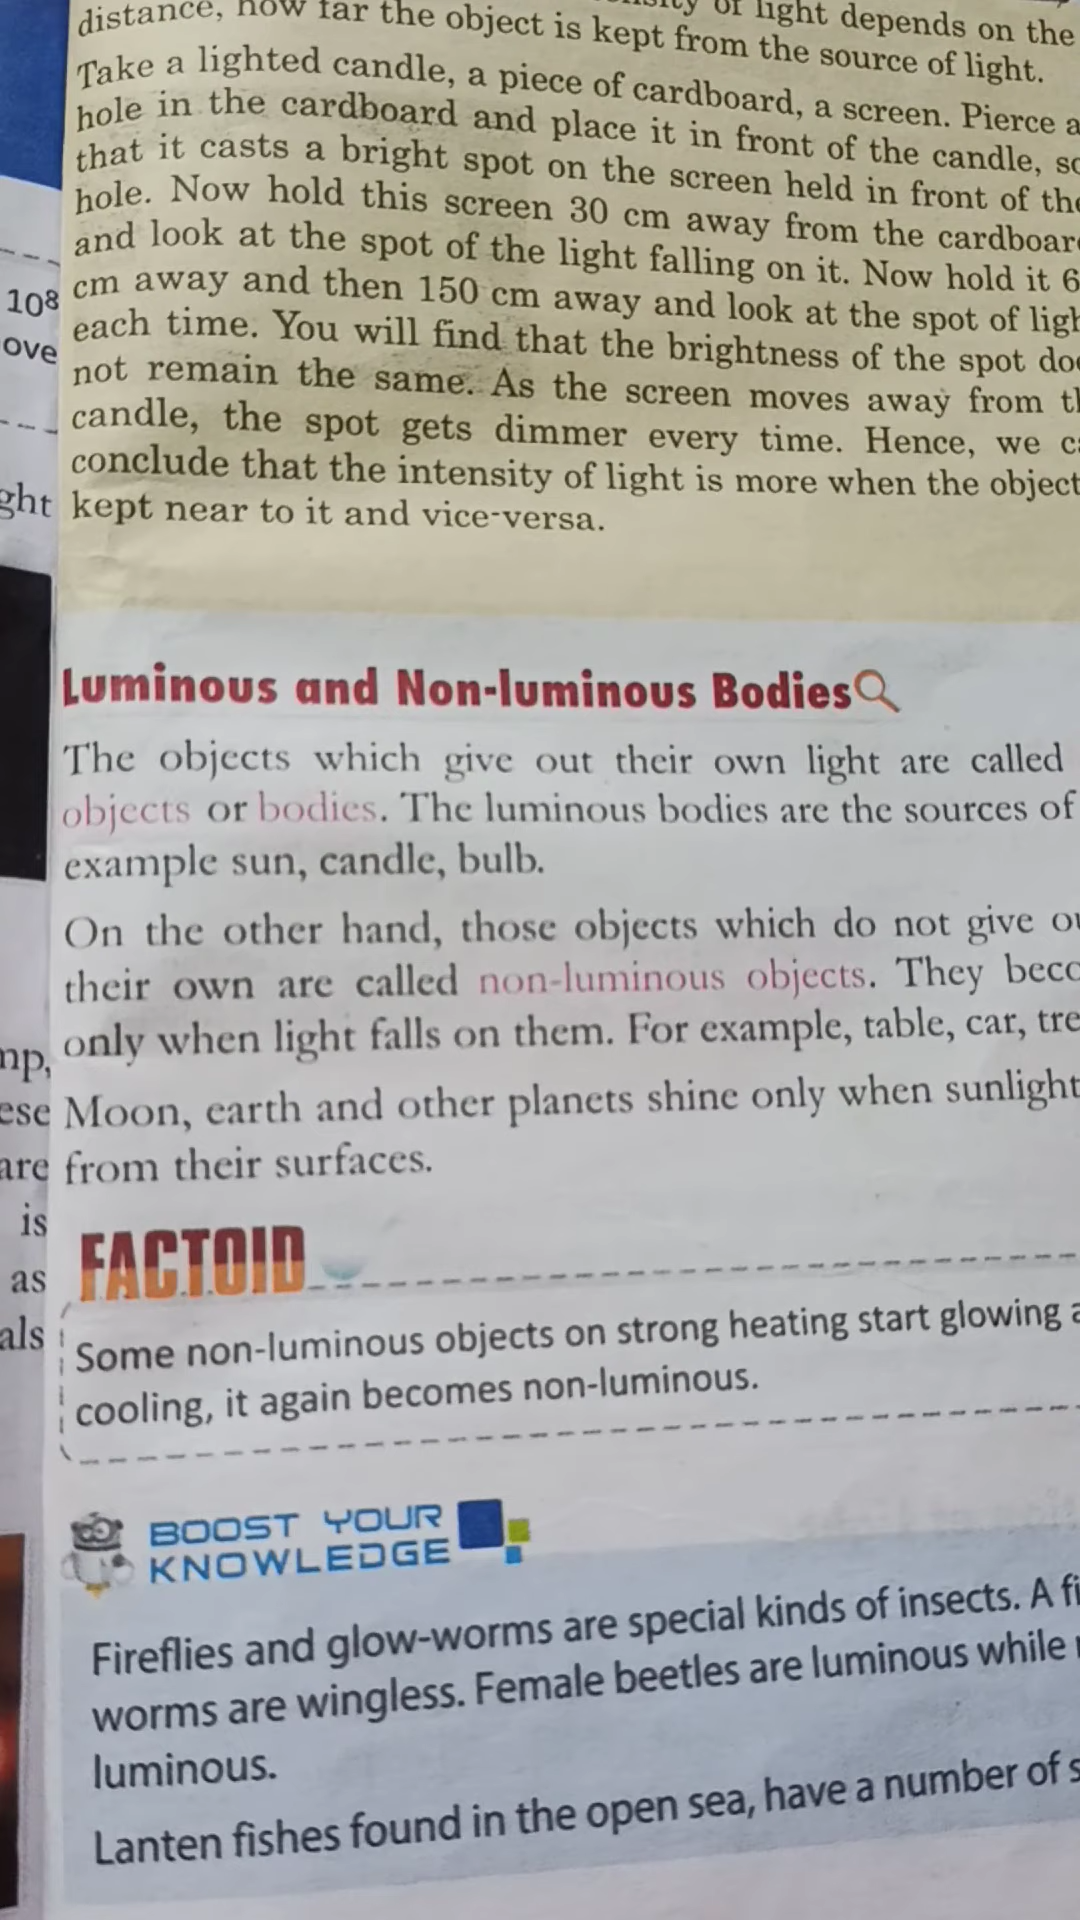 of light depends on the
distance, how far the object is kept from the source of light.
Take a lighted candle, a piece of cardboard, a screen. Pierce a
hole in the cardboard and place it in front of the candle, so
that it casts a bright spot on the screen held in front of the
hole. Now hold this screen 30 cm away from the cardboar
and look at the spot of the light falling on it. Now hold it 6
cm away and then 150 cm away and look at the spot of ligh
each time. You will find that the brightness of the spot doe
not remain the same. As the screen moves away from th
candle, the spot gets dimmer every time. Hence, we ca
conclude that the intensity of light is more when the object
kept near to it and vice-versa.
10⁸
ove
ght
Luminous and Non-luminous Bodies
The objects which give out their own light are called
objects or bodies. The luminous bodies are the sources of
example sun, candle, bulb.
On the other hand, those objects which do not give ou
their own are called non-luminous objects. They beco
only when light falls on them. For example, table, car, tre
Moon, earth and other planets shine only when sunlight
from their surfaces.
mp,
ese
are
is
as
als
FACTOID
Some non-luminous objects on strong heating start glowing a
cooling, it again becomes non-luminous.
BOOST YOUR
KNOWLEDGE
Fireflies and glow-worms are special kinds of insects. A fi
worms are wingless. Female beetles are luminous while
luminous.
Lanten fishes found in the open sea, have a number of s